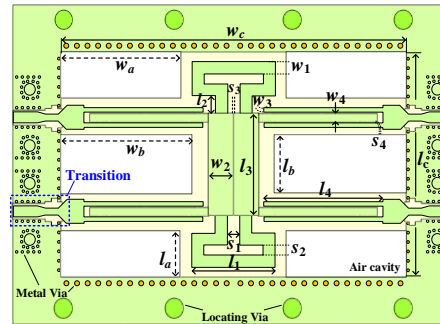 w_c
w_a
w_1
s_3
l_2
w_3
w_4
w_b
w_2
l_3
l_b
s_4
l_c
Transition
l_4
l_a
s_1
s_2
l_1
Air cavity
Metal Via
Locating Via